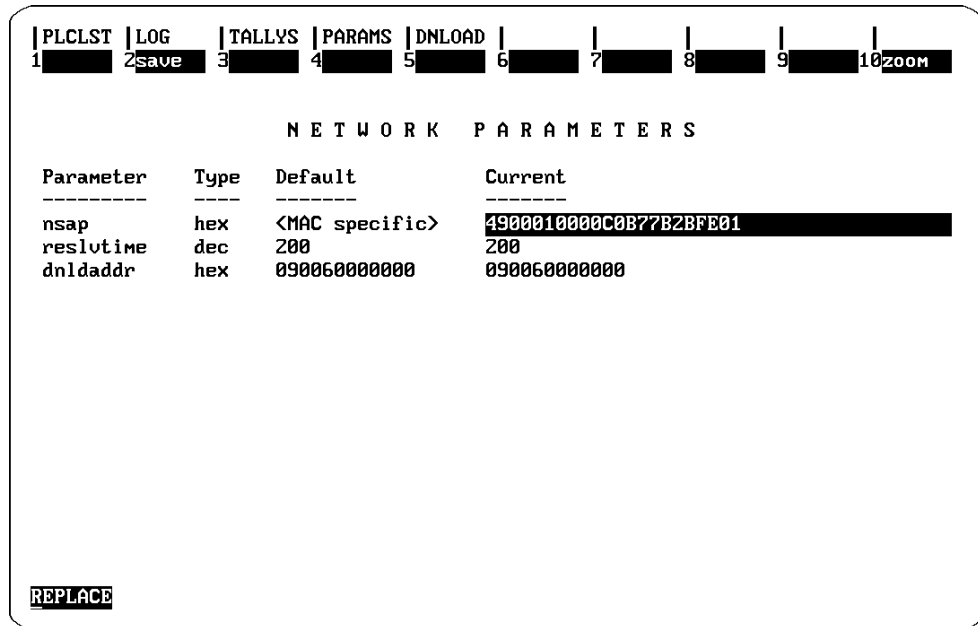 |PLCLST |LOG |TALLYS |PARAMS |DNLOAD | | | | |
1 2save 3 4 5 6 7 8 9 10zoom
N E T W O R K P A R A M E T E R S
Parameter Type Default Current
--------- ---- ------- -------
nsap hex <MAC specific> 4900010000C0B77B2BFE01
reslvtime dec 200 200
dnldaddr hex 090060000000 090060000000
REPLACE